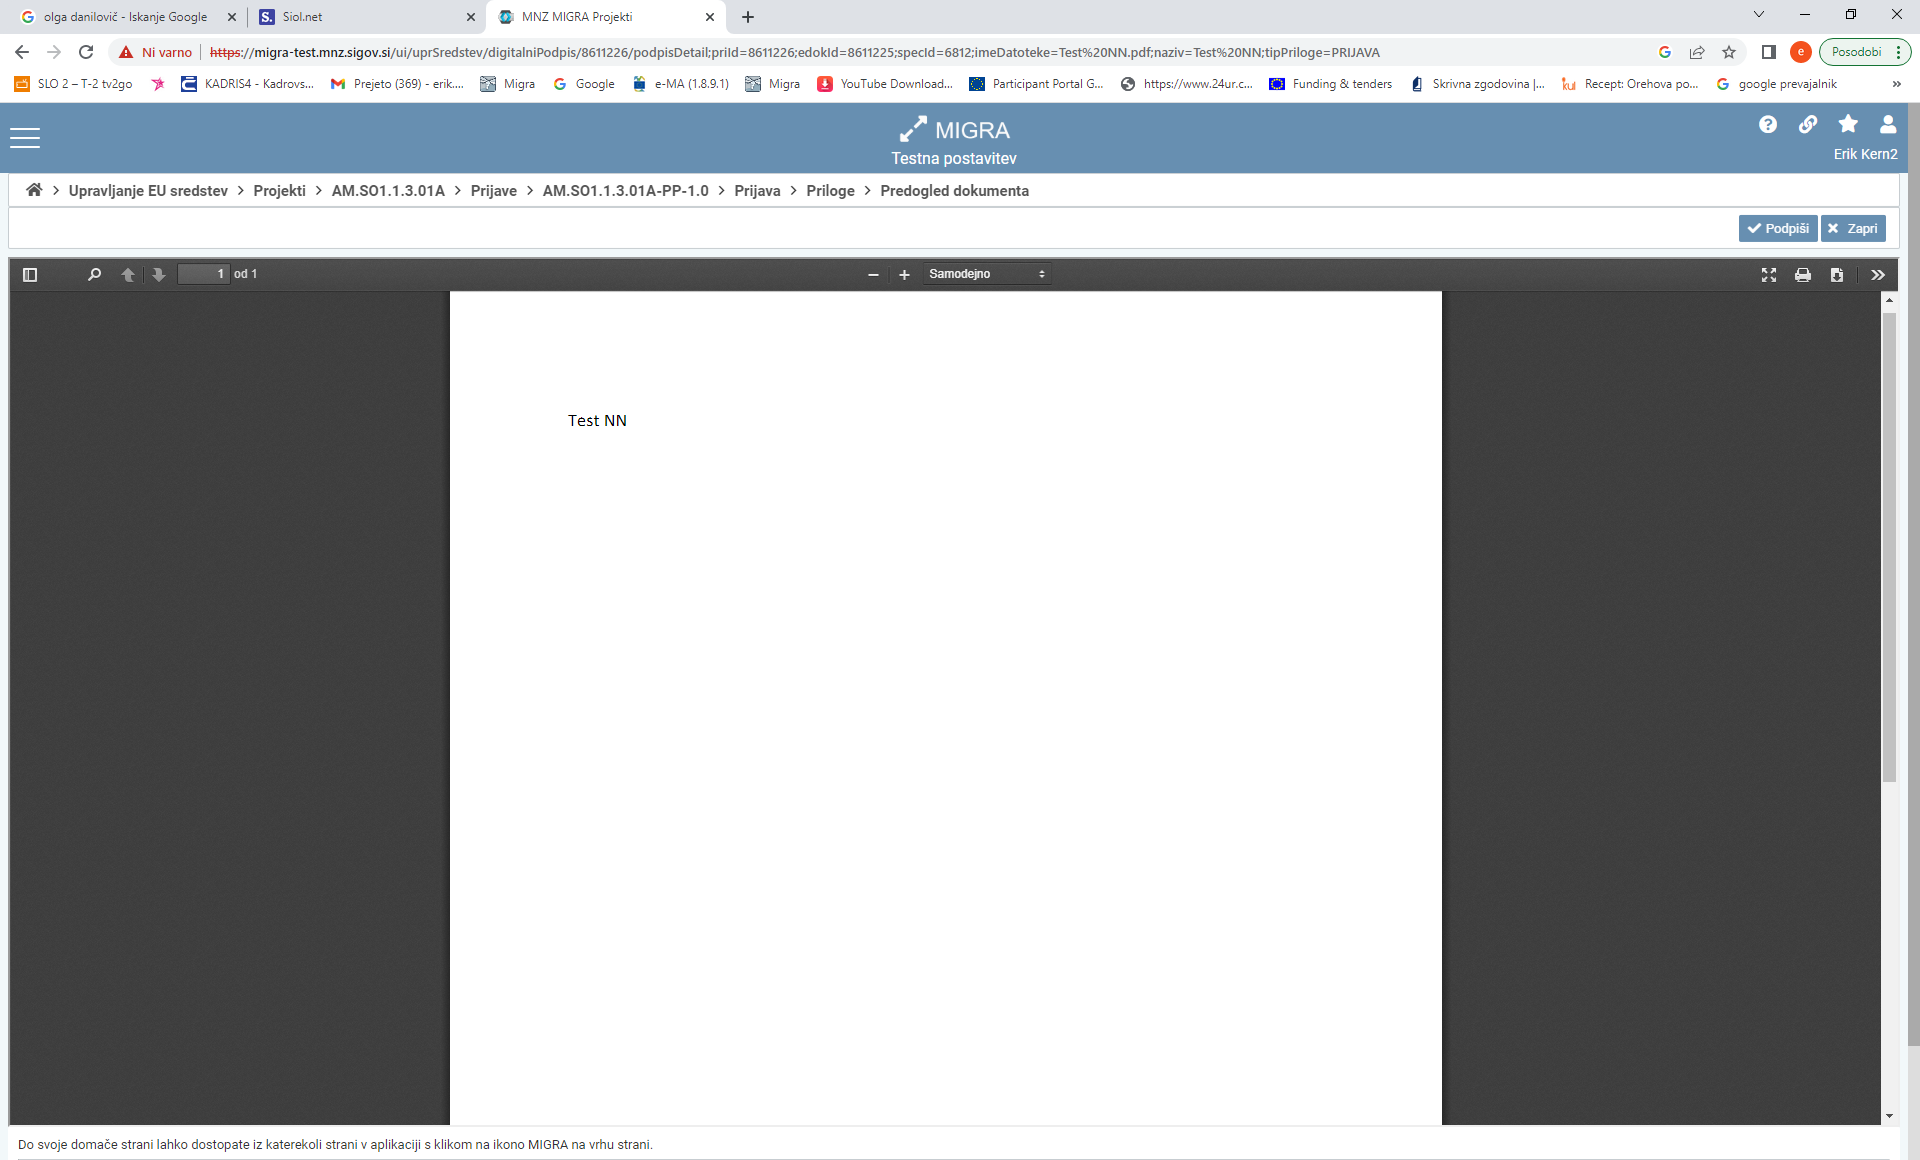 olga danilovič - Iskanje Google
Siol.net
MNZ MIGRA Projekti
Ni varno
https://migra-test.mnz.sigov.si/ui/uprSredstev/digitalniPodpis/8611226/podpisDetail;priId=8611226;edokId=8611225;specId=6812;imeDatoteke=Test%20NN.pdf;naziv=Test%20NN;tipPriloge=PRIJAVA
e
Posodobi
SLO 2 – T-2 tv2go
KADRIS4 - Kadrovs...
Prejeto (369) - erik....
Migra
Google
e-MA (1.8.9.1)
Migra
YouTube Download...
Participant Portal G...
https://www.24ur.c...
Funding & tenders
Skrivna zgodovina |...
Recept: Orehova po...
google prevajalnik
MIGRA
Testna postavitev
Erik Kern2
Upravljanje EU sredstev > Projekti > AM.SO1.1.3.01A > Prijave > AM.SO1.1.3.01A-PP-1.0 > Prijava > Priloge > Predogled dokumenta
Podpiši
Zapri
1 od 1
Samodejno
Test NN
Do svoje domače strani lahko dostopate iz katerekoli strani v aplikaciji s klikom na ikono MIGRA na vrhu strani.